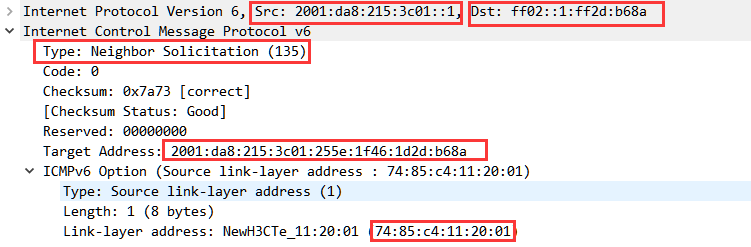 Internet Protocol Version 6, Src: 2001:da8:215:3c01::1, Dst: ff02::1:ff2d:b68a
Internet Control Message Protocol v6
Type: Neighbor Solicitation (135)
Code: 0
Checksum: 0x7a73 [correct]
[Checksum Status: Good]
Reserved: 00000000
Target Address: 2001:da8:215:3c01:255e:1f46:1d2d:b68a
ICMPv6 Option (Source link-layer address : 74:85:c4:11:20:01)
Type: Source link-layer address (1)
Length: 1 (8 bytes)
Link-layer address: NewH3CTe_11:20:01 (74:85:c4:11:20:01)